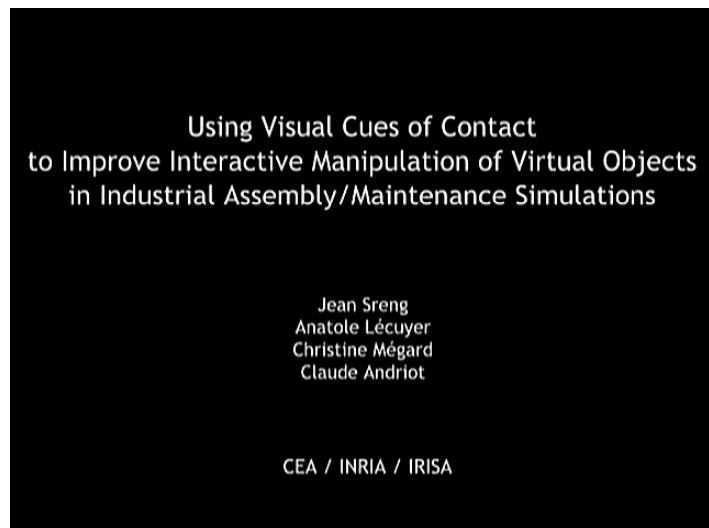 Using Visual Cues of Contact
to Improve Interactive Manipulation of Virtual Objects
in Industrial Assembly/Maintenance Simulations
Jean Sreng
Anatole Lécuyer
Christine Mégard
Claude Andriot
CEA / INRIA / IRISA